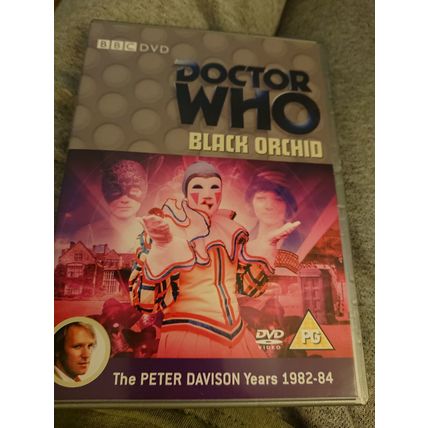 BBC DVD
DOCTOR
WHO
BLACK ORCHID
DVD
VIDEO
PG
The PETER DAVISON Years 1982-84